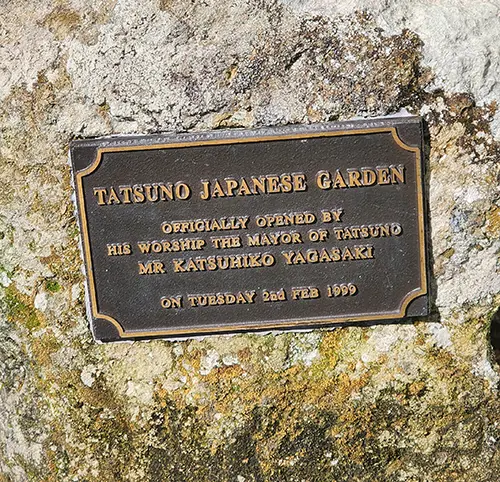 TATSUNO JAPANESE GARDEN
OFFICIALLY OPENED BY
HIS WORSHIP THE MAYOR OF TATSUNO
MR KATSUHIKO YAGASAKI
ON TUESDAY 2nd FEB 1999